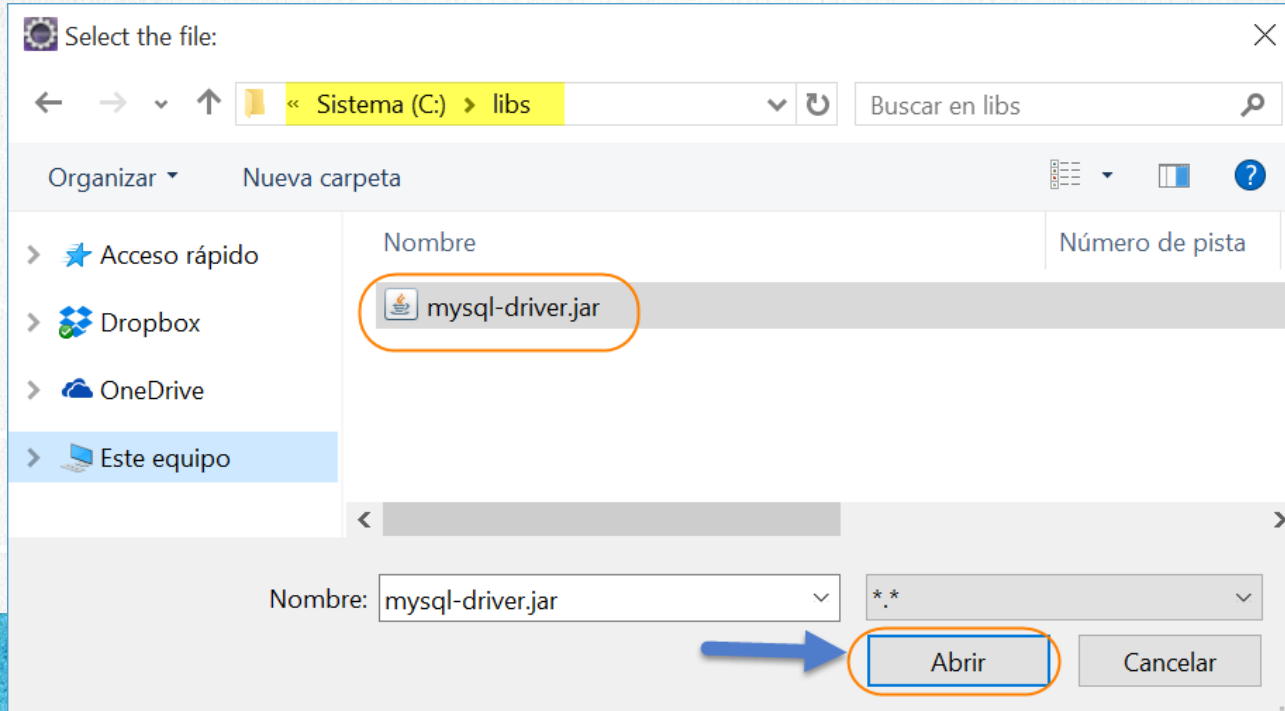 Select the file:
« Sistema (C:) > libs
Buscar en libs
Organizar
Nueva carpeta
?
Nombre
Número de pista
Acceso rápido
mysql-driver.jar
Dropbox
OneDrive
Este equipo
Nombre: mysql-driver.jar
*.*
Abrir
Cancelar